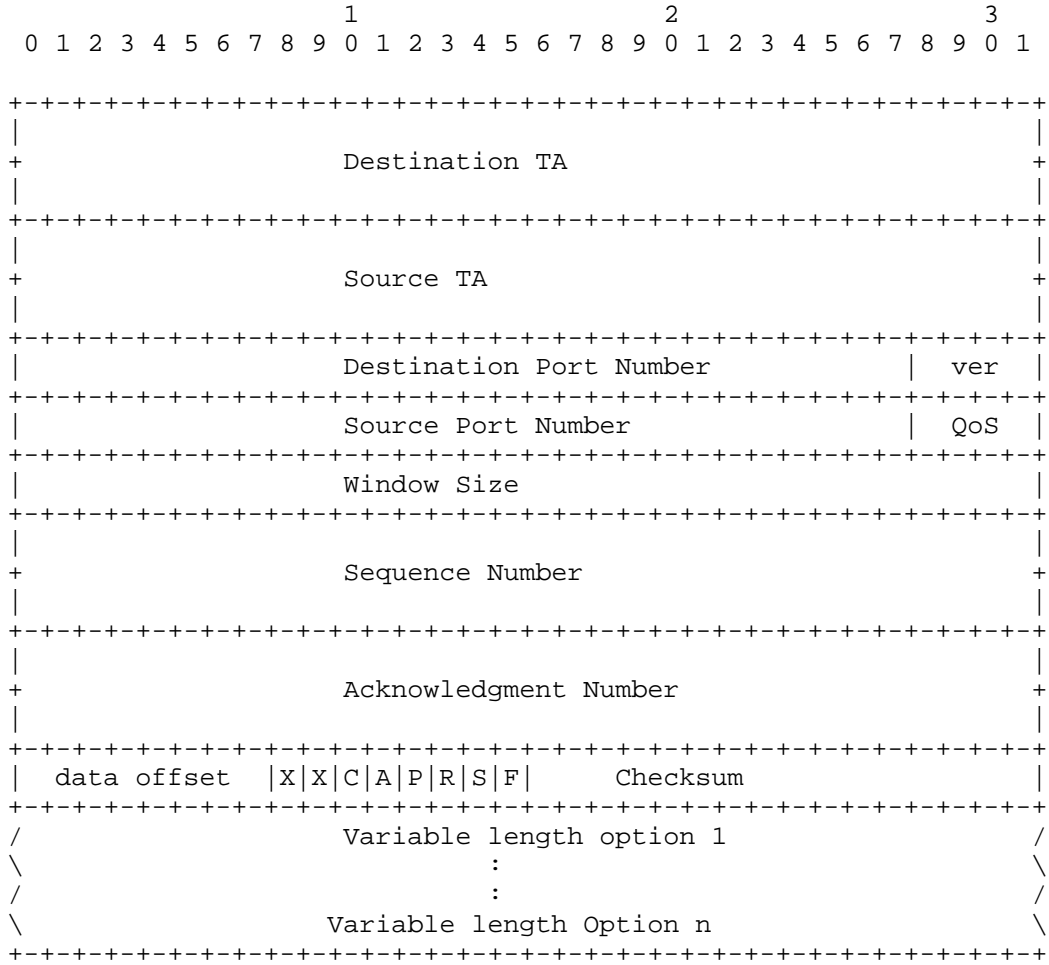 1                   2                   3
 0 1 2 3 4 5 6 7 8 9 0 1 2 3 4 5 6 7 8 9 0 1 2 3 4 5 6 7 8 9 0 1

+-+-+-+-+-+-+-+-+-+-+-+-+-+-+-+-+-+-+-+-+-+-+-+-+-+-+-+-+-+-+-+-+
|                                                               |
+                    Destination TA                             +
|                                                               |
+-+-+-+-+-+-+-+-+-+-+-+-+-+-+-+-+-+-+-+-+-+-+-+-+-+-+-+-+-+-+-+-+
|                                                               |
+                    Source TA                                  +
|                                                               |
+-+-+-+-+-+-+-+-+-+-+-+-+-+-+-+-+-+-+-+-+-+-+-+-+-+-+-+-+-+-+-+-+
|                    Destination Port Number            |  ver  |
+-+-+-+-+-+-+-+-+-+-+-+-+-+-+-+-+-+-+-+-+-+-+-+-+-+-+-+-+-+-+-+-+
|                    Source Port Number                 |  QoS  |
+-+-+-+-+-+-+-+-+-+-+-+-+-+-+-+-+-+-+-+-+-+-+-+-+-+-+-+-+-+-+-+-+
|                    Window Size                                |
+-+-+-+-+-+-+-+-+-+-+-+-+-+-+-+-+-+-+-+-+-+-+-+-+-+-+-+-+-+-+-+-+
|                                                               |
+                    Sequence Number                            +
|                                                               |
+-+-+-+-+-+-+-+-+-+-+-+-+-+-+-+-+-+-+-+-+-+-+-+-+-+-+-+-+-+-+-+-+
|                                                               |
+                    Acknowledgment Number                      +
|                                                               |
+-+-+-+-+-+-+-+-+-+-+-+-+-+-+-+-+-+-+-+-+-+-+-+-+-+-+-+-+-+-+-+-+
|  data offset  |X|X|C|A|P|R|S|F|     Checksum                  |
+-+-+-+-+-+-+-+-+-+-+-+-+-+-+-+-+-+-+-+-+-+-+-+-+-+-+-+-+-+-+-+-+
/                    Variable length option 1                   /
\                             :                                 \
/                             :                                 /
\                   Variable length Option n                    \
+-+-+-+-+-+-+-+-+-+-+-+-+-+-+-+-+-+-+-+-+-+-+-+-+-+-+-+-+-+-+-+-+